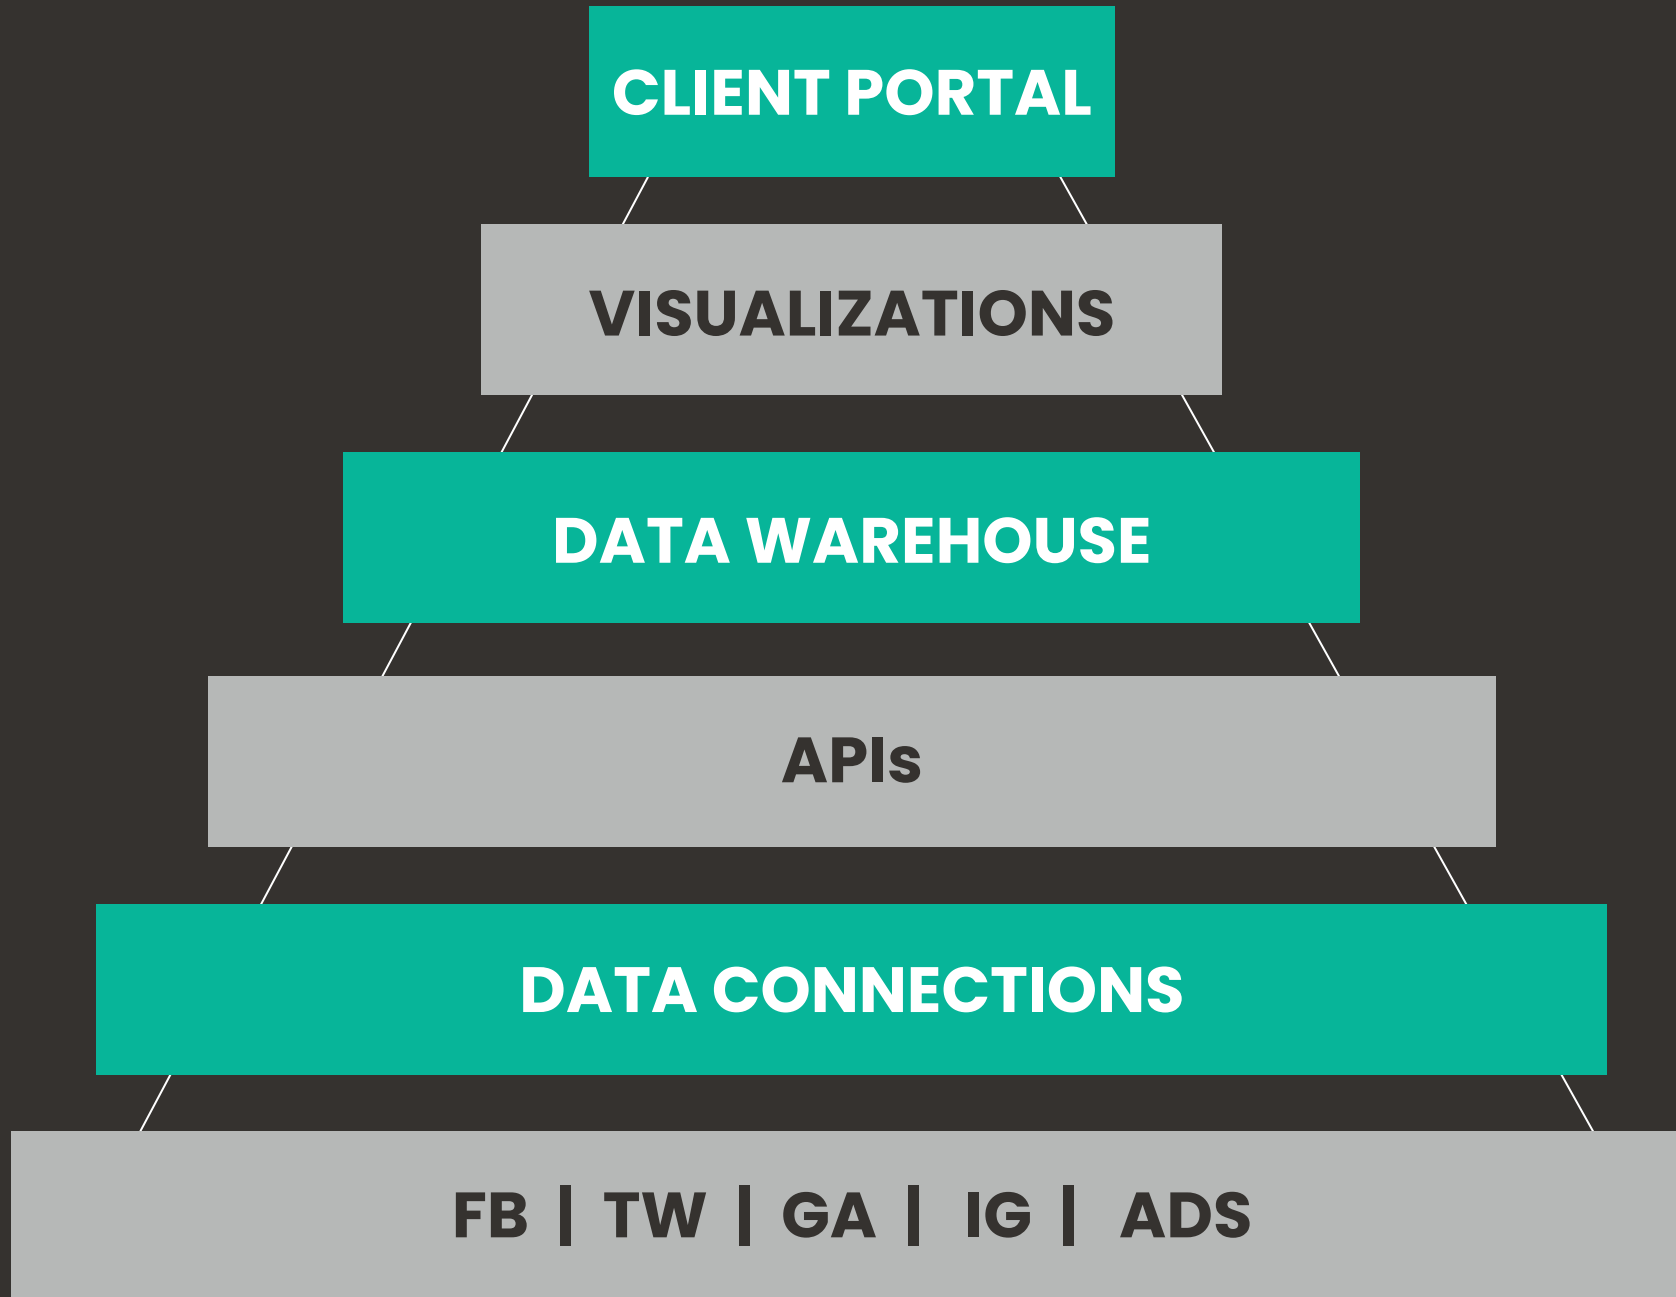 CLIENT PORTAL
VISUALIZATIONS
DATA WAREHOUSE
APIs
DATA CONNECTIONS
FB | TW | GA | IG | ADS